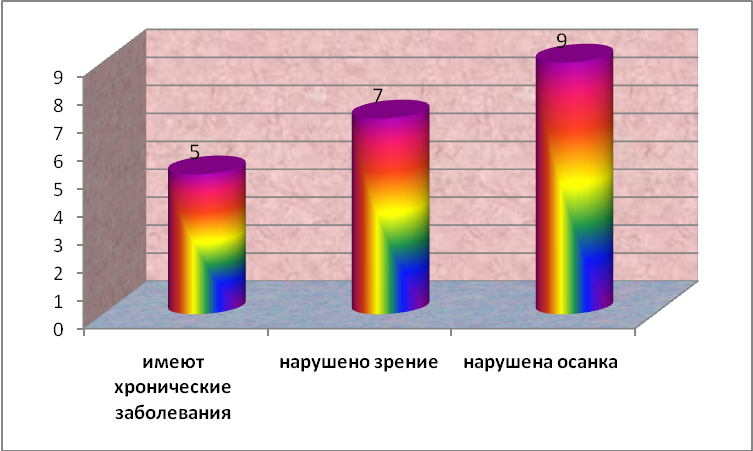 9
8
7
6
5
4
3
2
1
0
5
7
9
имеют
хронические
заболевания
нарушено зрение
нарушена осанка